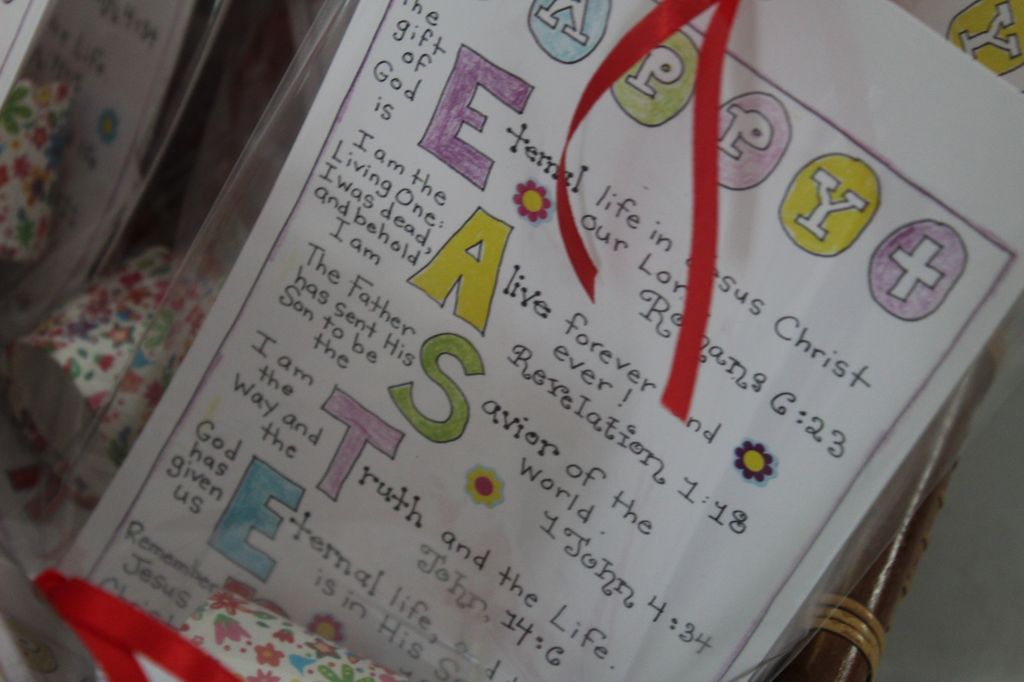 A P P Y
The gift of God is
Eternal life in Jesus Christ our Lord Romans 6:23
I am the Living One: I was dead, and behold, I am
Alive forever and ever! Revelation 1:18
The Father has sent His Son to be the
Savior of the world. 1 John 4:34
I am the way and the
Truth and the Life. John 14:6
God has given us
Eternal life, and
is in His
Remember Jesus
Y